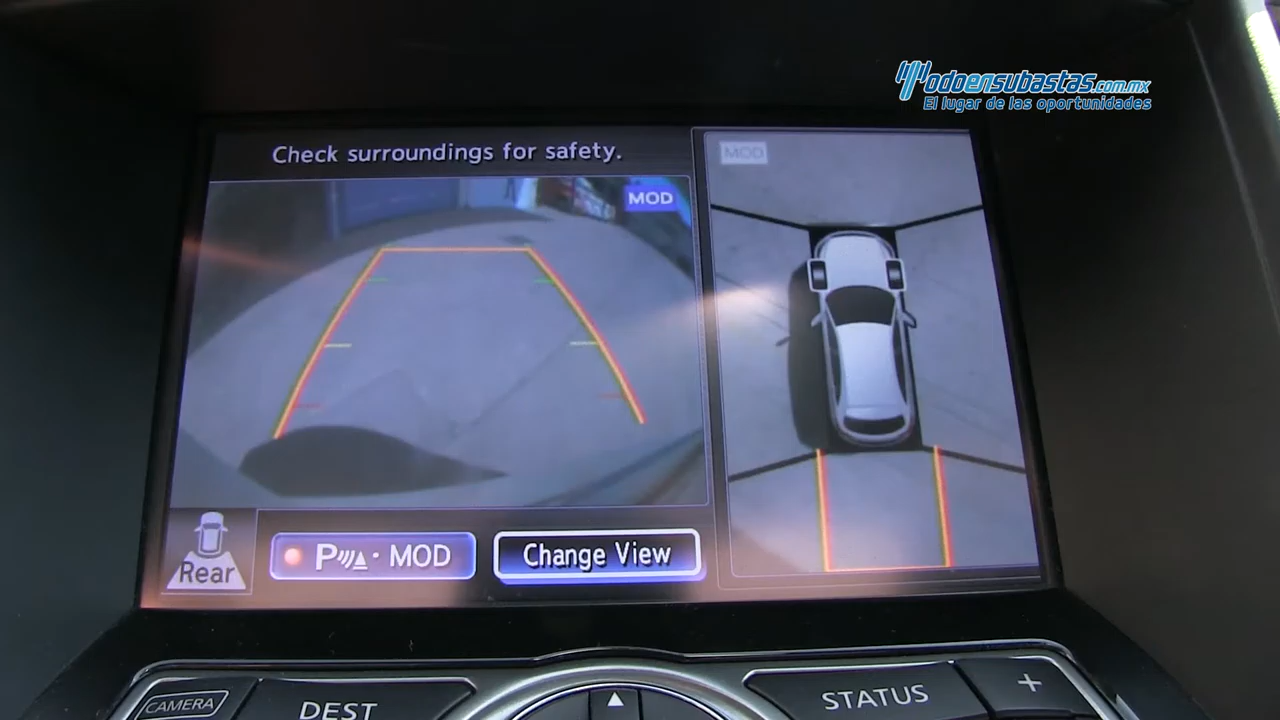 Todoensubastas.com.mx
El lugar de las oportunidades
Check surroundings for safety.
MOD
MOD
Rear
P · MOD
Change View
CAMERA
DEST
STATUS
+